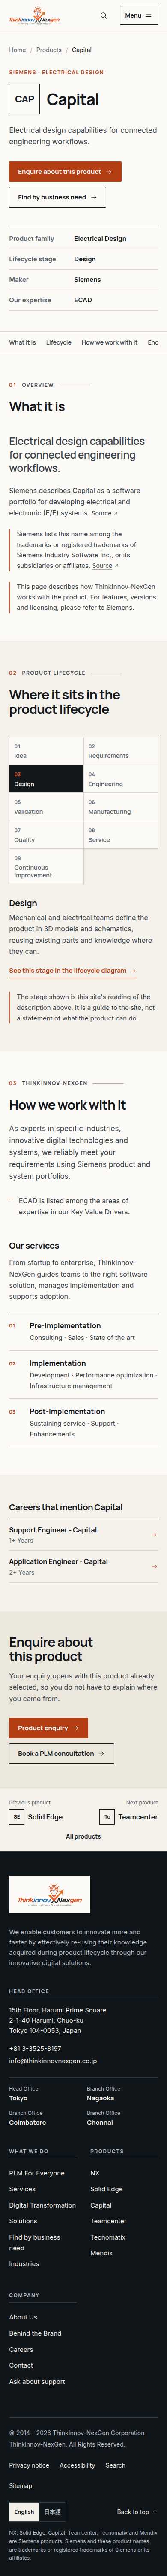 ThinkInnovNeXgen
Menu
Home / Products / Capital
SIEMENS · ELECTRICAL DESIGN
CAP Capital
Electrical design capabilities for connected
engineering workflows.
Enquire about this product →
Find by business need →
Product family Electrical Design
Lifecycle stage Design
Maker Siemens
Our expertise ECAD
What it is Lifecycle How we work with it Enq
01 OVERVIEW
What it is
Electrical design capabilities
for connected engineering
workflows.
Siemens describes Capital as a software
portfolio for developing electrical and
electronic (E/E) systems. Source ↗
Siemens lists this name among the
trademarks or registered trademarks of
Siemens Industry Software Inc., or its
subsidiaries or affiliates. Source ↗
This page describes how ThinkInnov-NexGen
works with the product. For features, versions
and licensing, please refer to Siemens.
02 PRODUCT LIFECYCLE
Where it sits in the
product lifecycle
01
Idea
02
Requirements
03
Design
04
Engineering
05
Validation
06
Manufacturing
07
Quality
08
Service
09
Continuous
improvement
Design
Mechanical and electrical teams define the
product in 3D models and schematics,
reusing existing parts and knowledge where
they can.
See this stage in the lifecycle diagram →
The stage shown is this site's reading of the
description above. It is a guide to the site, not
a statement of what the product can do.
03 THINKINNOV-NEXGEN
How we work with it
As experts in specific industries,
innovative digital technologies and
systems, we reliably meet your
requirements using Siemens product and
system portfolios.
— ECAD is listed among the areas of
expertise in our Key Value Drivers.
Our services
From startup to enterprise, ThinkInnov-
NexGen guides teams to the right software
solution, manages implementation and
supports adoption.
01 Pre-Implementation
Consulting · Sales · State of the art
02 Implementation
Development · Performance optimization ·
Infrastructure management
03 Post-Implementation
Sustaining service · Support ·
Enhancements
Careers that mention Capital
Support Engineer - Capital
1+ Years →
Application Engineer - Capital
2+ Years →
Enquire about
this product
Your enquiry opens with this product already
selected, so you do not have to explain where
you came from.
Product enquiry →
Book a PLM consultation →
Previous product
SE Solid Edge
Next product
Tc Teamcenter
All products
ThinkInnovNeXgen
We enable customers to innovate more and
faster by effectively re-using their knowledge
acquired during product lifecycle through our
innovative digital solutions.
HEAD OFFICE
15th Floor, Harumi Prime Square
2-1-40 Harumi, Chuo-ku
Tokyo 104-0053, Japan
+81 3-3525-8197
info@thinkinnovnexgen.co.jp
Head Office
Tokyo
Branch Office
Nagaoka
Branch Office
Coimbatore
Branch Office
Chennai
WHAT WE DO
PLM For Everyone
Services
Digital Transformation
Solutions
Find by business
need
Industries
PRODUCTS
NX
Solid Edge
Capital
Teamcenter
Tecnomatix
Mendix
COMPANY
About Us
Behind the Brand
Careers
Contact
Ask about support
© 2014 - 2026 ThinkInnov-NexGen Corporation
ThinkInnov-NexGen. All Rights Reserved.
Privacy notice Accessibility Search
Sitemap
English 日本語 Back to top ↑
NX, Solid Edge, Capital, Teamcenter, Tecnomatix and Mendix
are Siemens products. Siemens and these product names
are trademarks or registered trademarks of Siemens or its
affiliates.